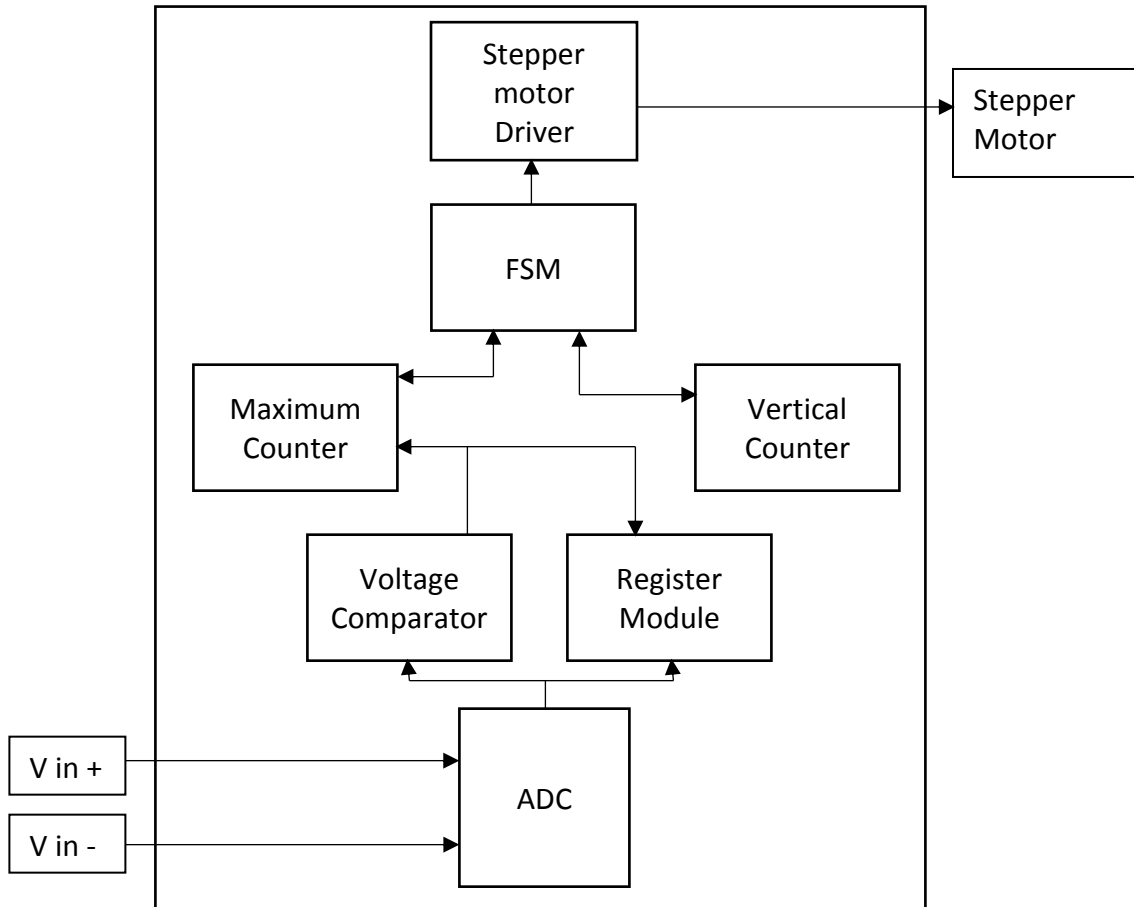 Stepper
motor
Driver
Stepper
Motor
FSM
Maximum
Counter
Vertical
Counter
Voltage
Comparator
Register
Module
V in +
ADC
V in -